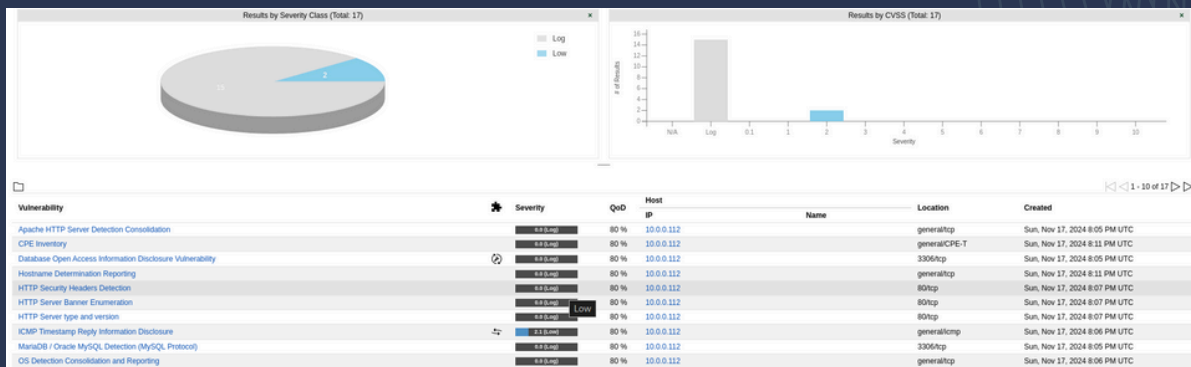 Results by Severity Class (Total: 17) ×
15
2
Log
Low
Results by CVSS (Total: 17) ×
# of Results
16
14
12
10
8
6
4
2
0
N/A Log 0.1 1 2 3 4 5 6 7 8 9 10
Severity
1 - 10 of 17
Vulnerability Severity QoD Host Location Created
IP Name
Apache HTTP Server Detection Consolidation 0.0 (Log) 80 % 10.0.0.112 general/tcp Sun, Nov 17, 2024 8:05 PM UTC
CPE Inventory 0.0 (Log) 80 % 10.0.0.112 general/CPE-T Sun, Nov 17, 2024 8:11 PM UTC
Database Open Access Information Disclosure Vulnerability 0.0 (Log) 80 % 10.0.0.112 3306/tcp Sun, Nov 17, 2024 8:05 PM UTC
Hostname Determination Reporting 0.0 (Log) 80 % 10.0.0.112 general/tcp Sun, Nov 17, 2024 8:11 PM UTC
HTTP Security Headers Detection 0.0 (Log) 80 % 10.0.0.112 80/tcp Sun, Nov 17, 2024 8:07 PM UTC
HTTP Server Banner Enumeration 0.0 (Log) 80 % 10.0.0.112 80/tcp Sun, Nov 17, 2024 8:07 PM UTC
Low
HTTP Server type and version 0.0 (Log) 80 % 10.0.0.112 80/tcp Sun, Nov 17, 2024 8:07 PM UTC
ICMP Timestamp Reply Information Disclosure 2.1 (Low) 80 % 10.0.0.112 general/icmp Sun, Nov 17, 2024 8:06 PM UTC
MariaDB / Oracle MySQL Detection (MySQL Protocol) 0.0 (Log) 80 % 10.0.0.112 3306/tcp Sun, Nov 17, 2024 8:05 PM UTC
OS Detection Consolidation and Reporting 0.0 (Log) 80 % 10.0.0.112 general/tcp Sun, Nov 17, 2024 8:06 PM UTC